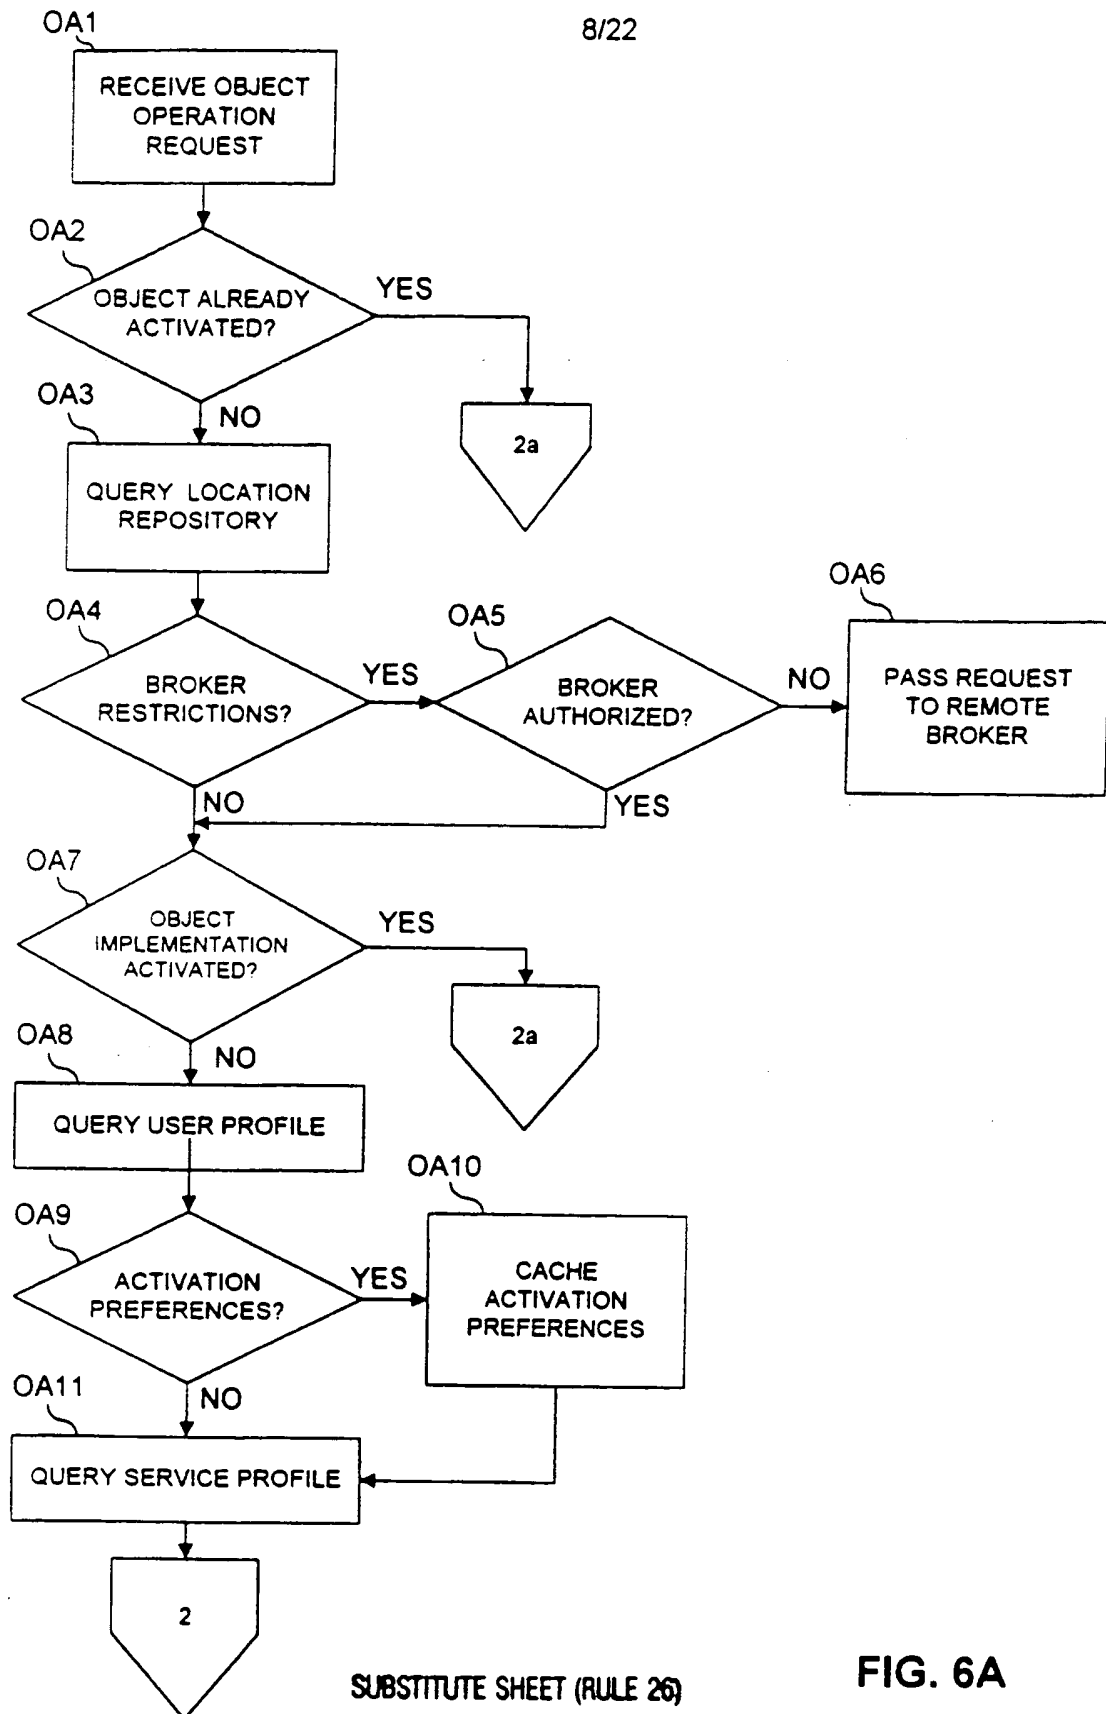 8/22
OA1
RECEIVE OBJECT
OPERATION
REQUEST
OA2
OBJECT ALREADY
ACTIVATED?
YES
2a
NO
OA3
QUERY LOCATION
REPOSITORY
OA4
BROKER
RESTRICTIONS?
YES
OA5
BROKER
AUTHORIZED?
NO
OA6
PASS REQUEST
TO REMOTE
BROKER
NO
YES
OA7
OBJECT
IMPLEMENTATION
ACTIVATED?
YES
2a
NO
OA8
QUERY USER PROFILE
OA9
ACTIVATION
PREFERENCES?
YES
OA10
CACHE
ACTIVATION
PREFERENCES
NO
OA11
QUERY SERVICE PROFILE
2
SUBSTITUTE SHEET (RULE 26)
FIG. 6A